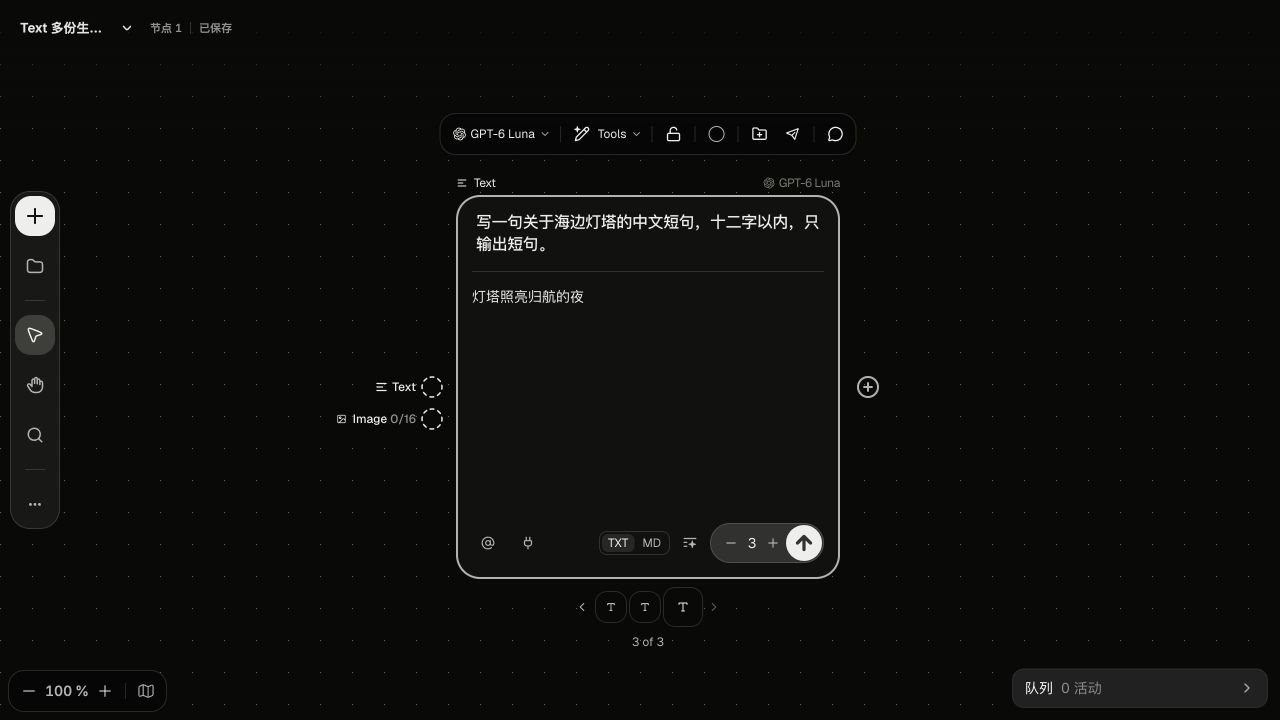 Text 多份生...
节点 1
已保存
GPT-6 Luna
Tools
Text
GPT-6 Luna
写一句关于海边灯塔的中文短句，十二字以内，只
输出短句。
灯塔照亮归航的夜
Text
Image 0/16
@
TXT MD
3
T T T
3 of 3
100 %
队列 0 活动